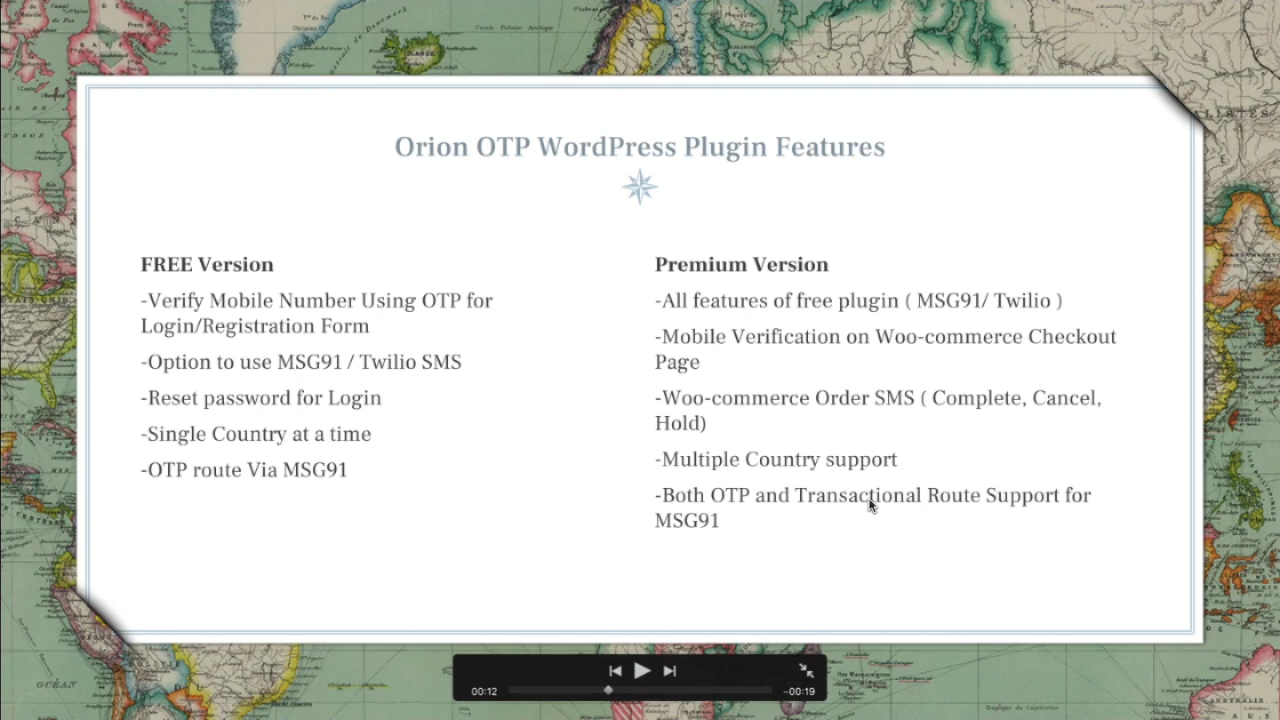 Orion OTP WordPress Plugin Features
FREE Version
-Verify Mobile Number Using OTP for
Login/Registration Form
-Option to use MSG91 / Twilio SMS
-Reset password for Login
-Single Country at a time
-OTP route Via MSG91
Premium Version
-All features of free plugin ( MSG91/ Twilio )
-Mobile Verification on Woo-commerce Checkout
Page
-Woo-commerce Order SMS ( Complete, Cancel,
Hold)
-Multiple Country support
-Both OTP and Transactional Route Support for
MSG91
00:12
-00:19
OCÉAN